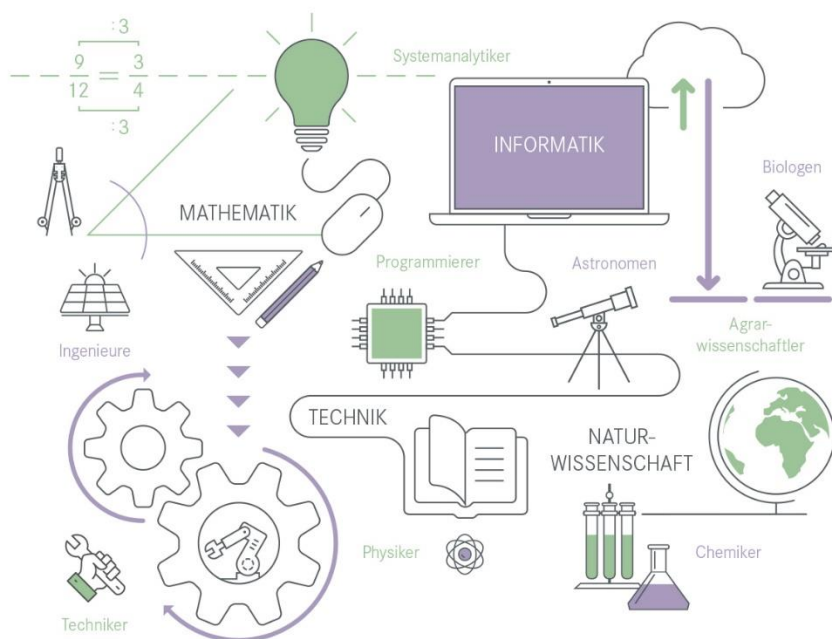 :3
9 = 3
12 4
:3
Systemanalytiker
INFORMATIK
Biologen
MATHEMATIK
Programmierer
Astronomen
Ingenieure
Agrar-
wissenschaftler
TECHNIK
NATUR-
WISSENSCHAFT
Physiker
Chemiker
Techniker